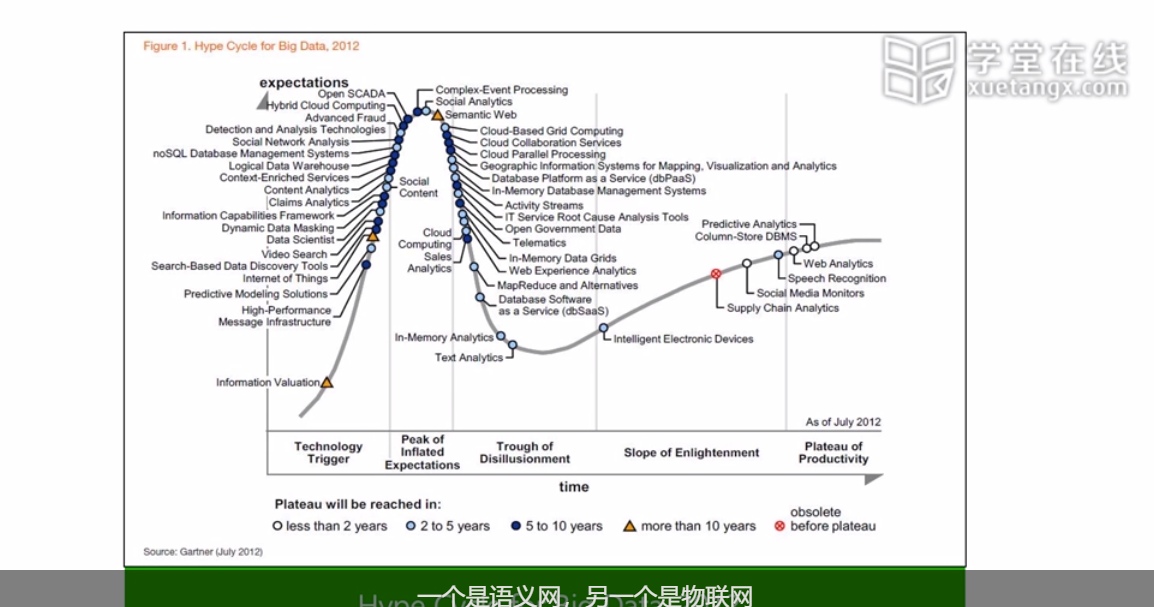 Figure 1. Hype Cycle for Big Data, 2012
学堂在线
xuetangx.com
expectations
Open SCADA
Hybrid Cloud Computing
Advanced Fraud
Detection and Analysis Technologies
Social Network Analysis
noSQL Database Management Systems
Logical Data Warehouse
Context-Enriched Services
Content Analytics
Claims Analytics
Information Capabilities Framework
Dynamic Data Masking
Data Scientist
Video Search
Search-Based Data Discovery Tools
Internet of Things
Predictive Modeling Solutions
High-Performance
Message Infrastructure
Information Valuation
Complex-Event Processing
Social Analytics
Semantic Web
Social
Content
Cloud-Based Grid Computing
Cloud Collaboration Services
Cloud Parallel Processing
Geographic Information Systems for Mapping, Visualization and Analytics
Database Platform as a Service (dbPaaS)
In-Memory Database Management Systems
Activity Streams
IT Service Root Cause Analysis Tools
Open Government Data
Telematics
In-Memory Data Grids
Web Experience Analytics
Cloud
Computing
Sales
Analytics
MapReduce and Alternatives
Database Software
as a Service (dbSaaS)
In-Memory Analytics
Text Analytics
Intelligent Electronic Devices
Supply Chain Analytics
Social Media Monitors
Speech Recognition
Web Analytics
Predictive Analytics
Column-Store DBMS
As of July 2012
Technology
Trigger
Peak of
Inflated
Expectations
Trough of
Disillusionment
Slope of Enlightenment
Plateau of
Productivity
time
Plateau will be reached in:
less than 2 years
2 to 5 years
5 to 10 years
more than 10 years
obsolete
before plateau
Source: Gartner (July 2012)
Hype Cycle for Big Data
一个是语义网，另一个是物联网